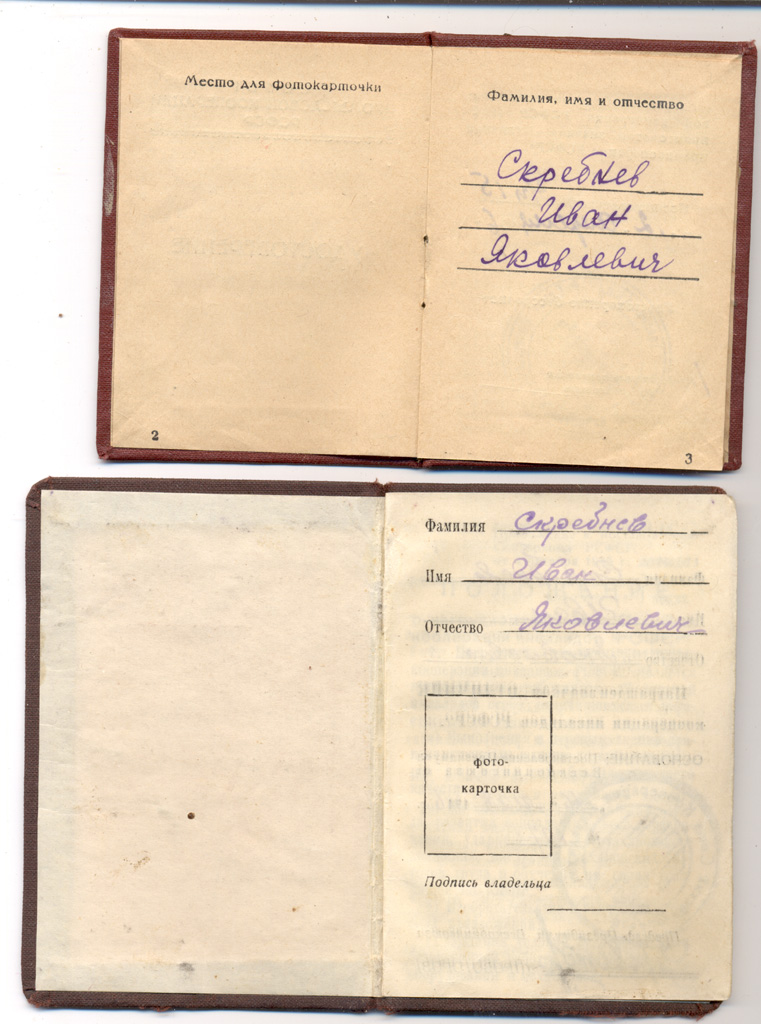 Место для фотокарточки
2
Фамилия, имя и отчество
Скребнев
Иван
Яковлевич
3
Фамилия Скребнев
Имя Иван
Отчество Яковлевич
фото-
карточка
Подпись владельца